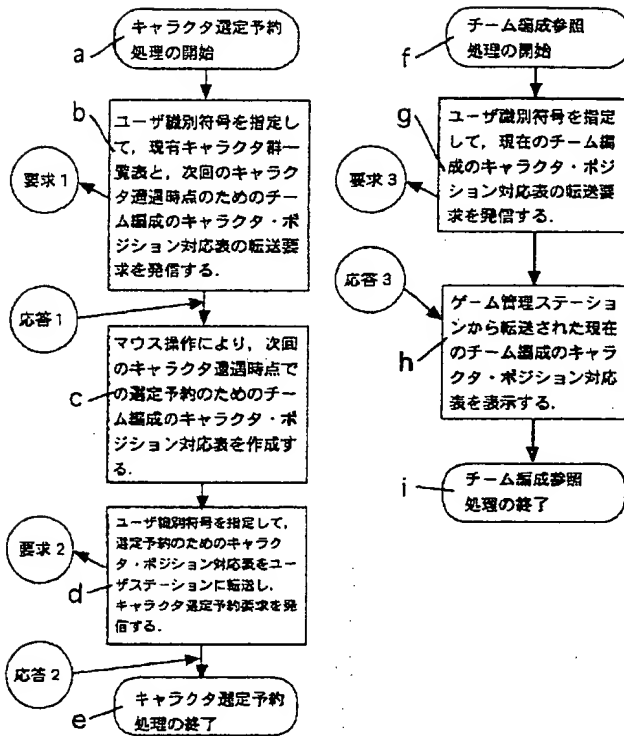 a
キャラクタ選定予約
処理の開始
b
ユーザ識別符号を指定し
て，現有キャラクタ群一
覧表と，次回のキャラク
タ遭遇時点のためのチー
ム編成のキャラクタ・ポ
ジション対応表の転送要
求を発信する．
要求1
応答1
c
マウス操作により，次回
のキャラクタ遭遇時点で
の選定予約のためのチー
ム編成のキャラクタ・ポ
ジション対応表を作成す
る．
d
ユーザ識別符号を指定して，
選定予約のためのキャラク
タ・ポジション対応表をユー
ザステーションに転送し，
キャラクタ選定予約要求を発
信する．
要求2
応答2
e
キャラクタ選定予約
処理の終了
f
チーム編成参照
処理の開始
g
ユーザ識別符号を指定
して，現在のチーム編
成のキャラクタ・ポジ
ション対応表の転送要
求を発信する．
要求3
応答3
h
ゲーム管理ステーショ
ンから転送された現在
のチーム編成のキャラ
クタ・ポジション対応
表を表示する．
i
チーム編成参照
処理の終了